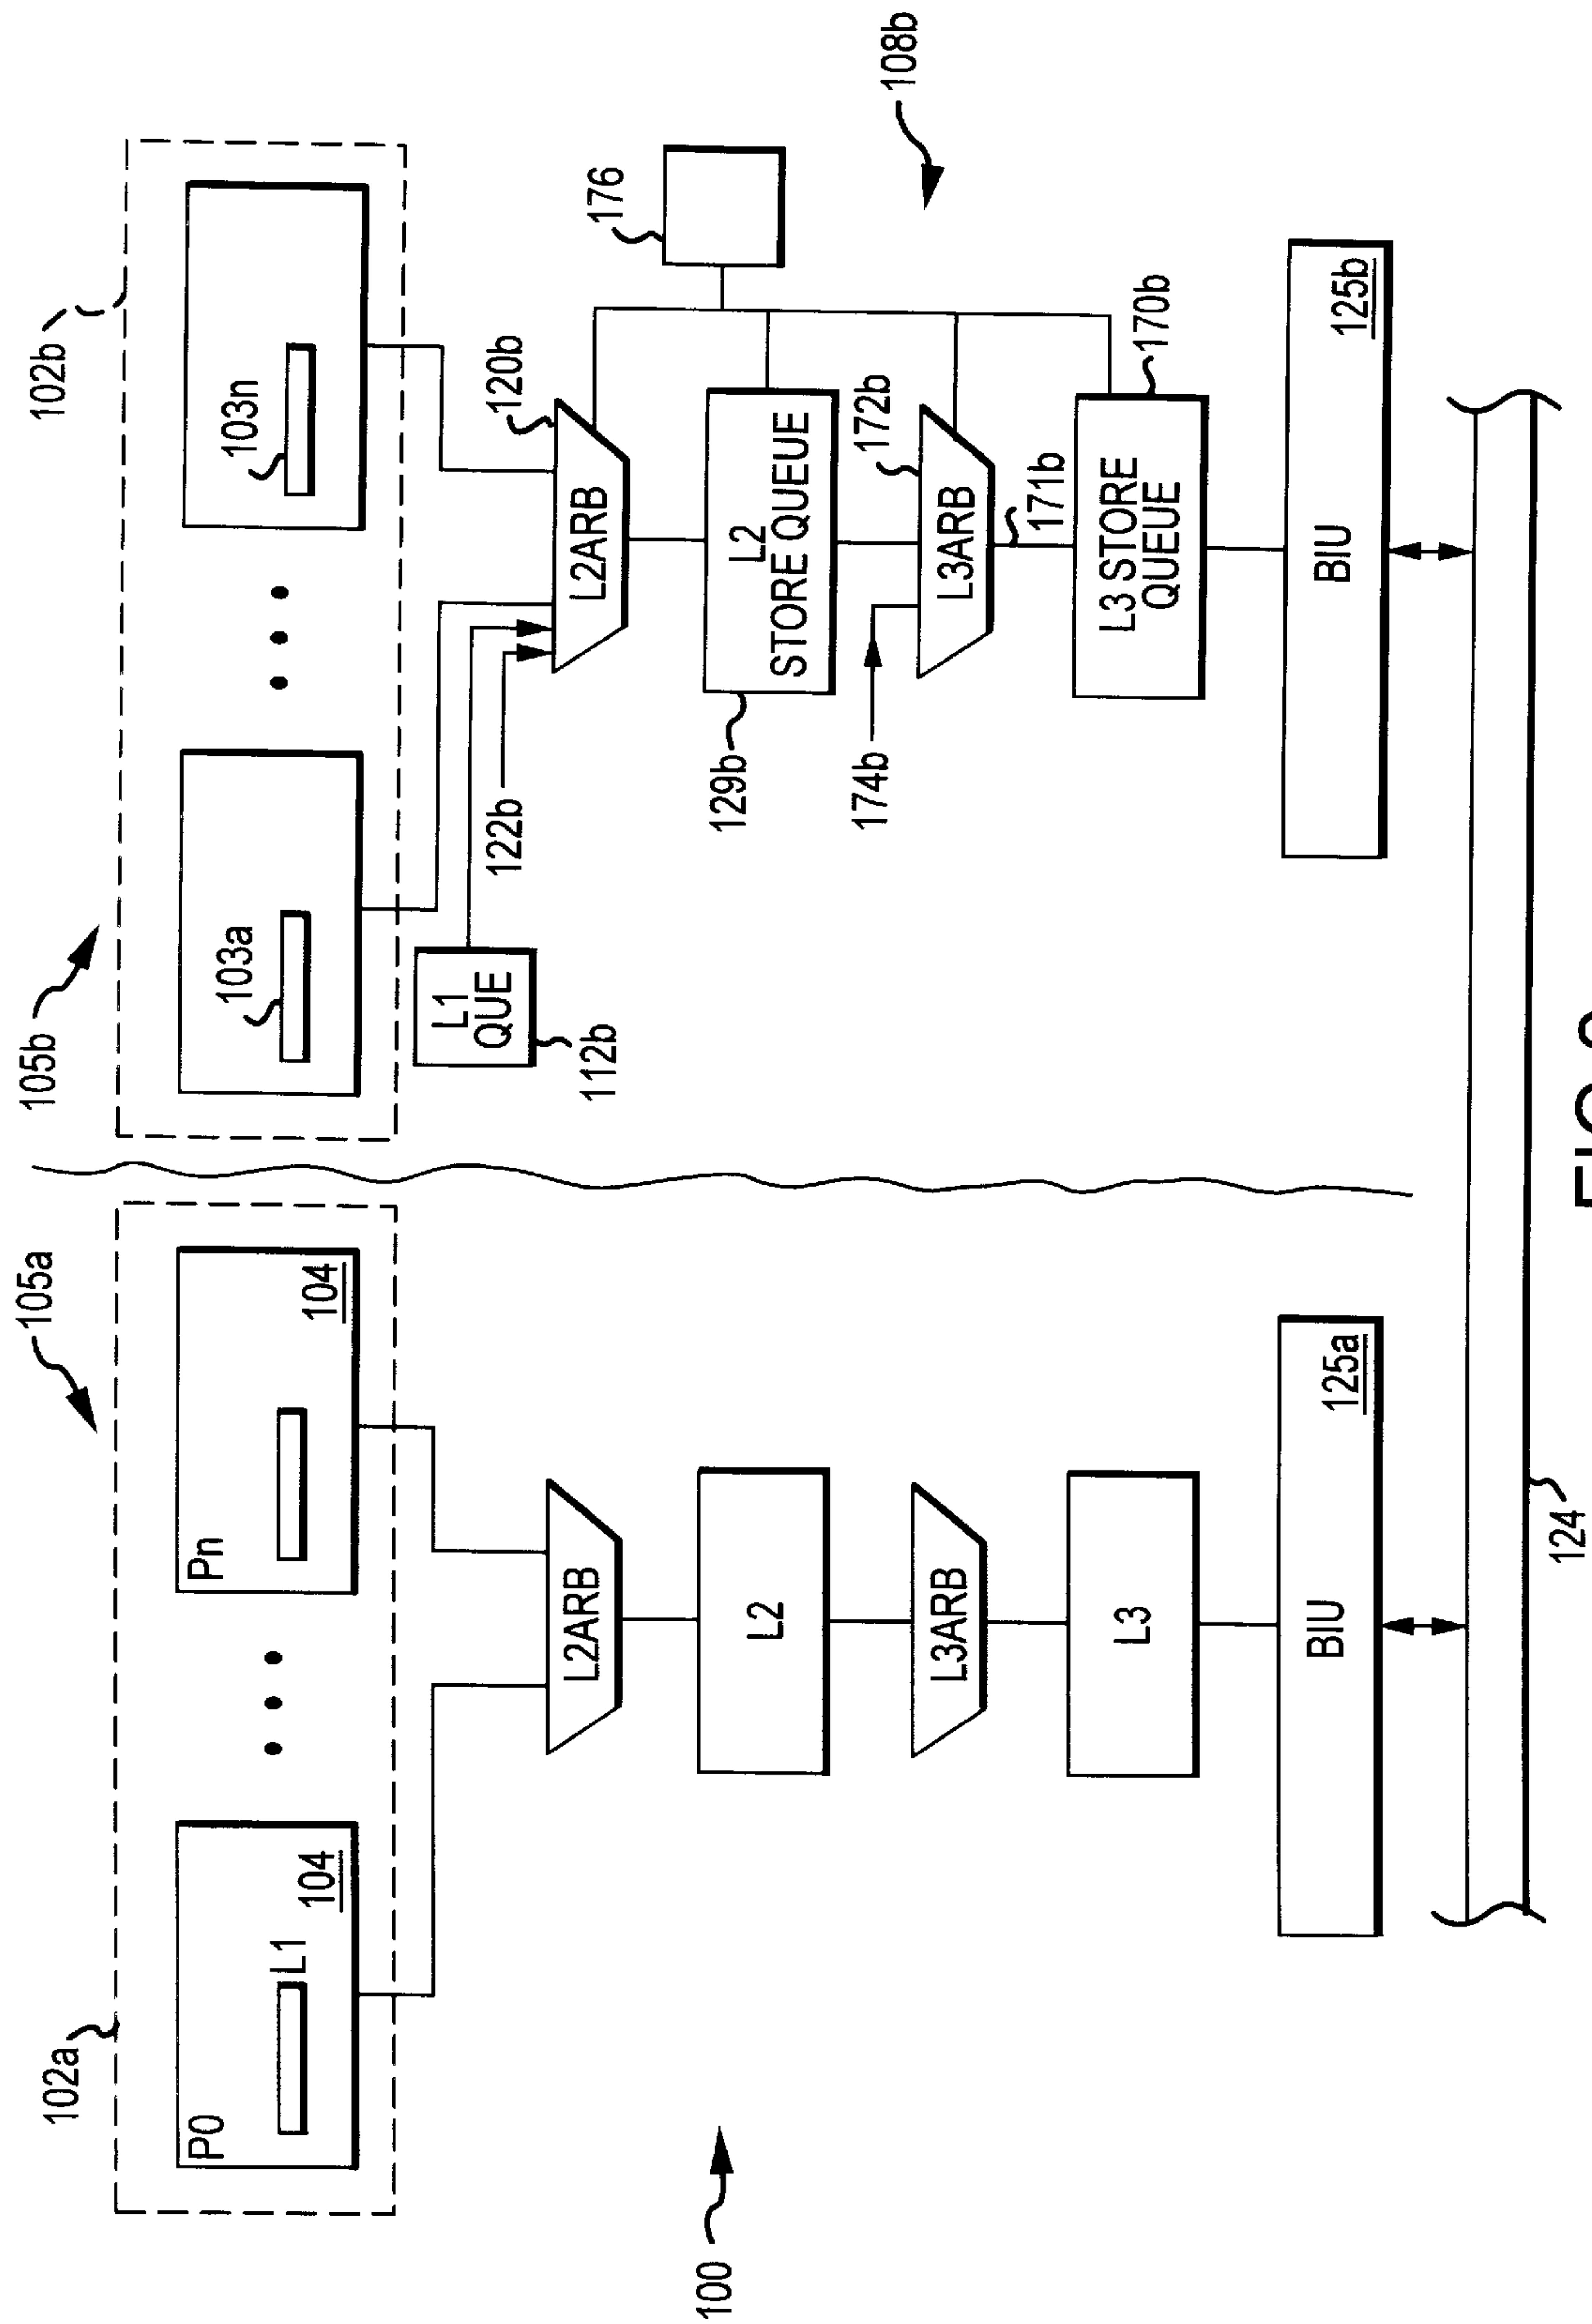 105a
105b
102a
102b
P0
L1
104
Pn
104
103a
103n
L1
QUE
112b
122b
L2ARB
L2ARB
120b
176
L2
L2
STORE QUEUE
129b
108b
L3ARB
L3ARB
172b
174b
171b
L3
L3 STORE
QUEUE
170b
BIU
125a
BIU
125b
100
124